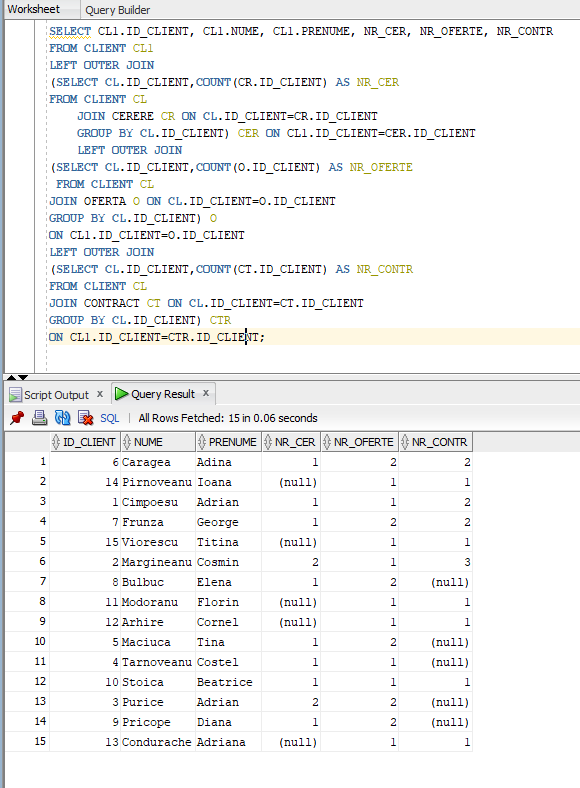 Worksheet Query Builder
SELECT CL1.ID_CLIENT, CL1.NUME, CL1.PRENUME, NR_CER, NR_OFERTE, NR_CONTR
FROM CLIENT CL1
LEFT OUTER JOIN
(SELECT CL.ID_CLIENT,COUNT(CR.ID_CLIENT) AS NR_CER
FROM CLIENT CL
JOIN CERERE CR ON CL.ID_CLIENT=CR.ID_CLIENT
GROUP BY CL.ID_CLIENT) CER ON CL1.ID_CLIENT=CER.ID_CLIENT
LEFT OUTER JOIN
(SELECT CL.ID_CLIENT,COUNT(O.ID_CLIENT) AS NR_OFERTE
FROM CLIENT CL
JOIN OFERTA O ON CL.ID_CLIENT=O.ID_CLIENT
GROUP BY CL.ID_CLIENT) O
ON CL1.ID_CLIENT=O.ID_CLIENT
LEFT OUTER JOIN
(SELECT CL.ID_CLIENT,COUNT(CT.ID_CLIENT) AS NR_CONTR
FROM CLIENT CL
JOIN CONTRACT CT ON CL.ID_CLIENT=CT.ID_CLIENT
GROUP BY CL.ID_CLIENT) CTR
ON CL1.ID_CLIENT=CTR.ID_CLIENT;
Script Output x Query Result x
SQL | All Rows Fetched: 15 in 0.06 seconds
ID_CLIENT NUME PRENUME NR_CER NR_OFERTE NR_CONTR
1 6 Caragea Adina 1 2 2
2 14 Pirnoveanu Ioana (null) 1 1
3 1 Cimpoesu Adrian 1 1 2
4 7 Frunza George 1 2 2
5 15 Viorescu Titina (null) 1 1
6 2 Margineanu Cosmin 2 1 3
7 8 Bulbuc Elena 1 2 (null)
8 11 Modoranu Florin (null) 1 1
9 12 Arhire Cornel (null) 1 1
10 5 Maciuca Tina 1 2 (null)
11 4 Tarnoveanu Costel 1 1 (null)
12 10 Stoica Beatrice 1 1 1
13 3 Purice Adrian 2 2 (null)
14 9 Pricope Diana 1 2 (null)
15 13 Condurache Adriana (null) 1 1